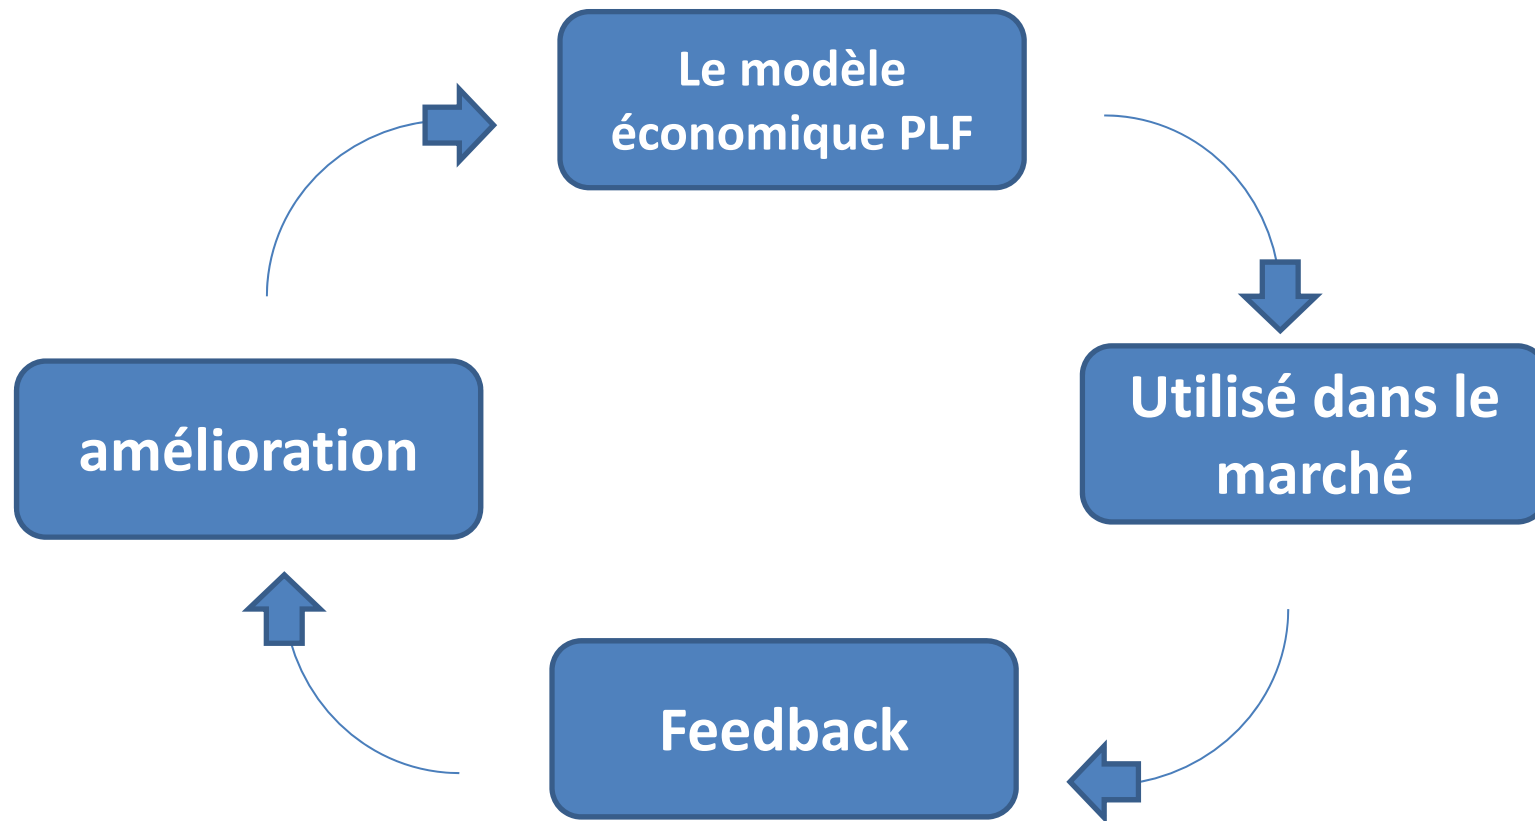 Le modèle
économique PLF
Utilisé dans le
marché
Feedback
amélioration